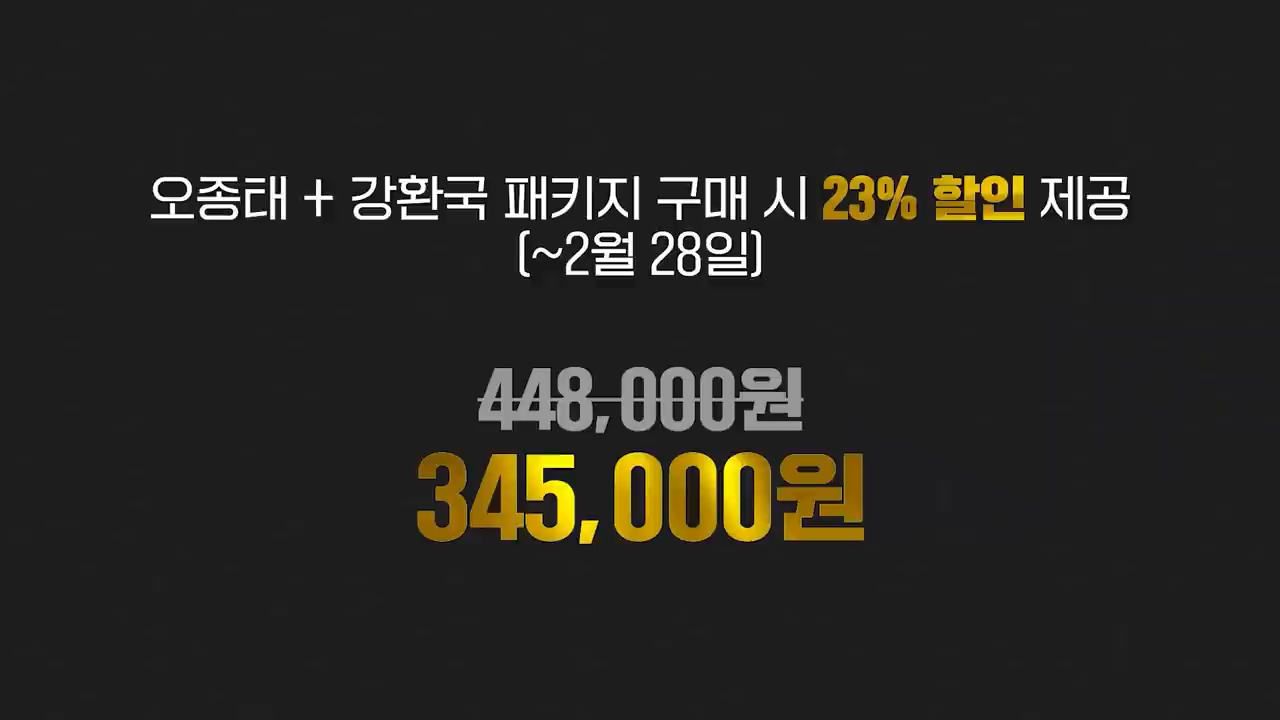 오종태 + 강환국 패키지 구매 시 23% 할인 제공
(~2월 28일)
448,000원
345,000원